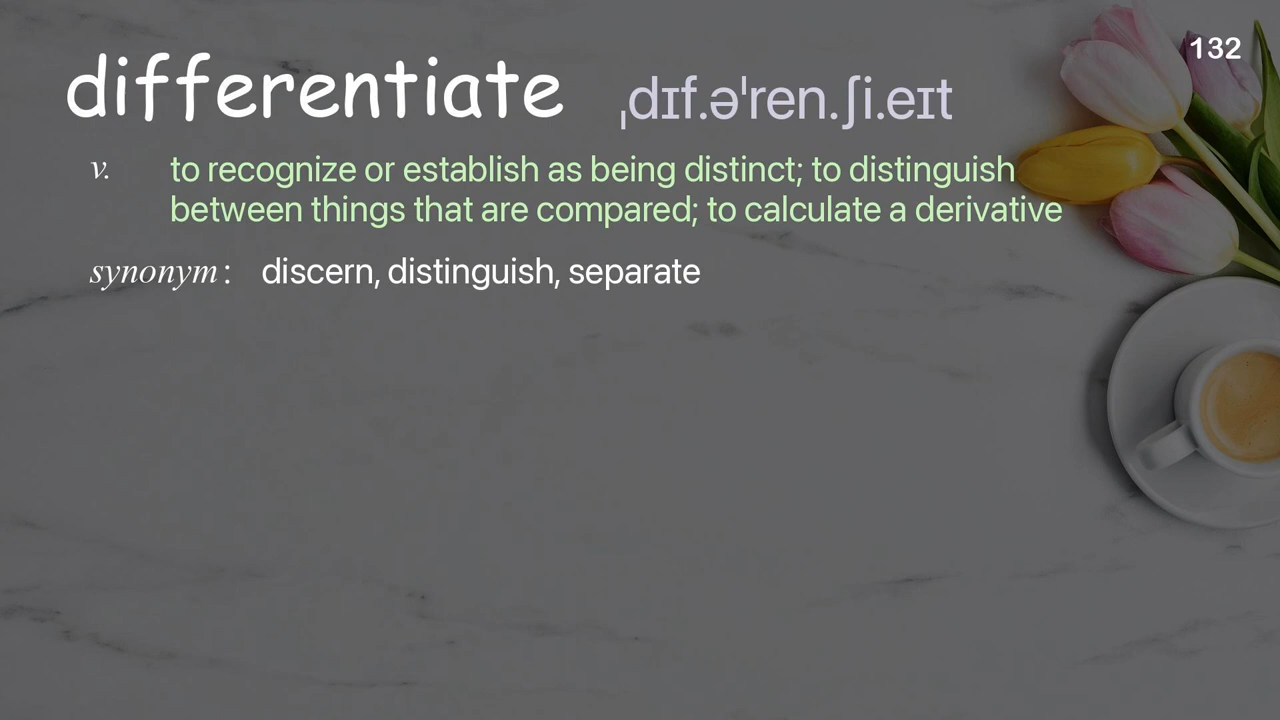 132
differentiate ˌdɪf.əˈren.ʃi.eɪt
v. to recognize or establish as being distinct; to distinguish
between things that are compared; to calculate a derivative
synonym : discern, distinguish, separate